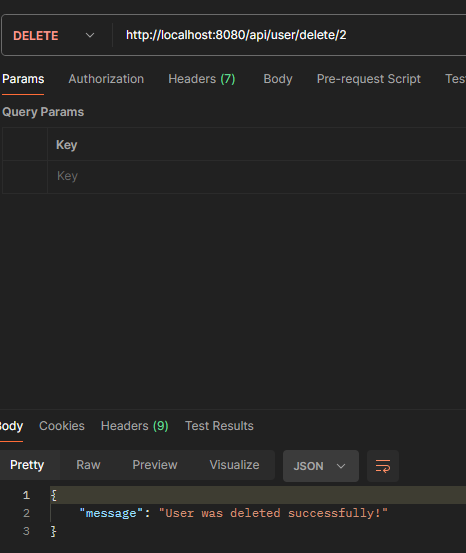 DELETE http://localhost:8080/api/user/delete/2
Params Authorization Headers (7) Body Pre-request Script Tes
Query Params
Key
Key
Body Cookies Headers (9) Test Results
Pretty Raw Preview Visualize JSON
1 {
2 "message": "User was deleted successfully!"
3 }